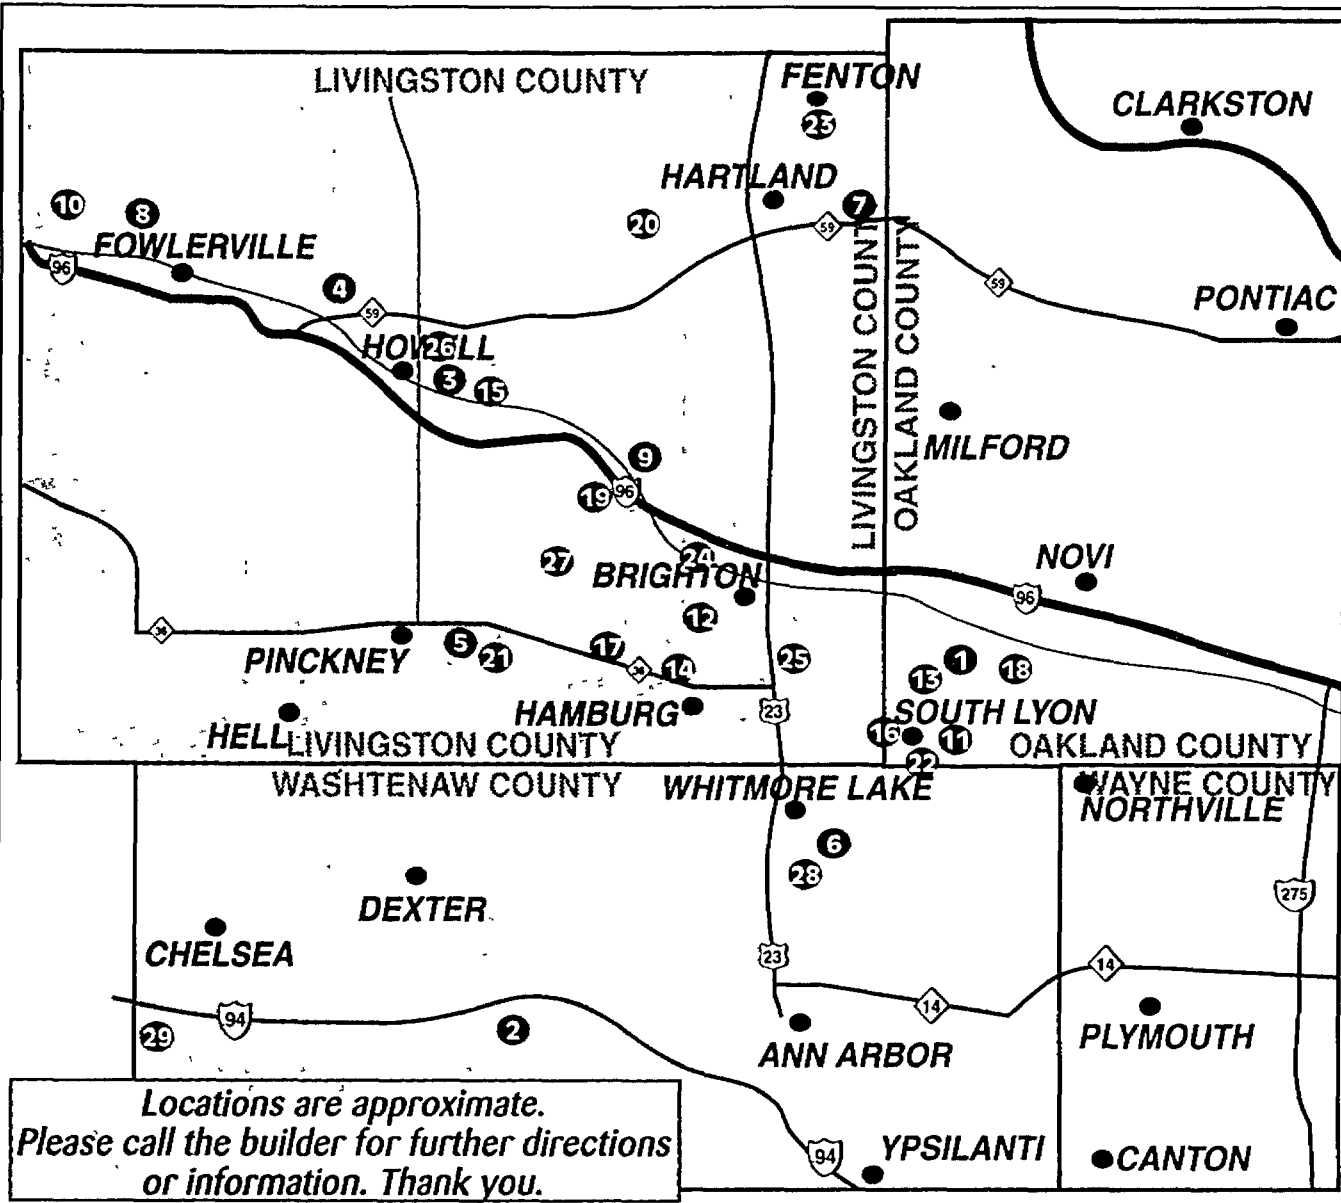 LIVINGSTON COUNTY
FENTON
23
CLARKSTON
HARTLAND
10
8
20
7
59
FOWLERVILLE
96
4
59
59
PONTIAC
HOWELL
26
3
15
LIVINGSTON COUNTY
OAKLAND COUNTY
MILFORD
9
19
96
27
24
BRIGHTON
NOVI
96
12
36
PINCKNEY
5
21
17
36
14
25
13
1
18
HELL
HAMBURG
23
SOUTH LYON
16
11
22
LIVINGSTON COUNTY
OAKLAND COUNTY
WASHTENAW COUNTY
WHITMORE LAKE
WAYNE COUNTY
NORTHVILLE
6
28
DEXTER
275
CHELSEA
23
14
14
94
29
2
ANN ARBOR
PLYMOUTH
Locations are approximate.
Please call the builder for further directions
or information. Thank you.
94
YPSILANTI
CANTON